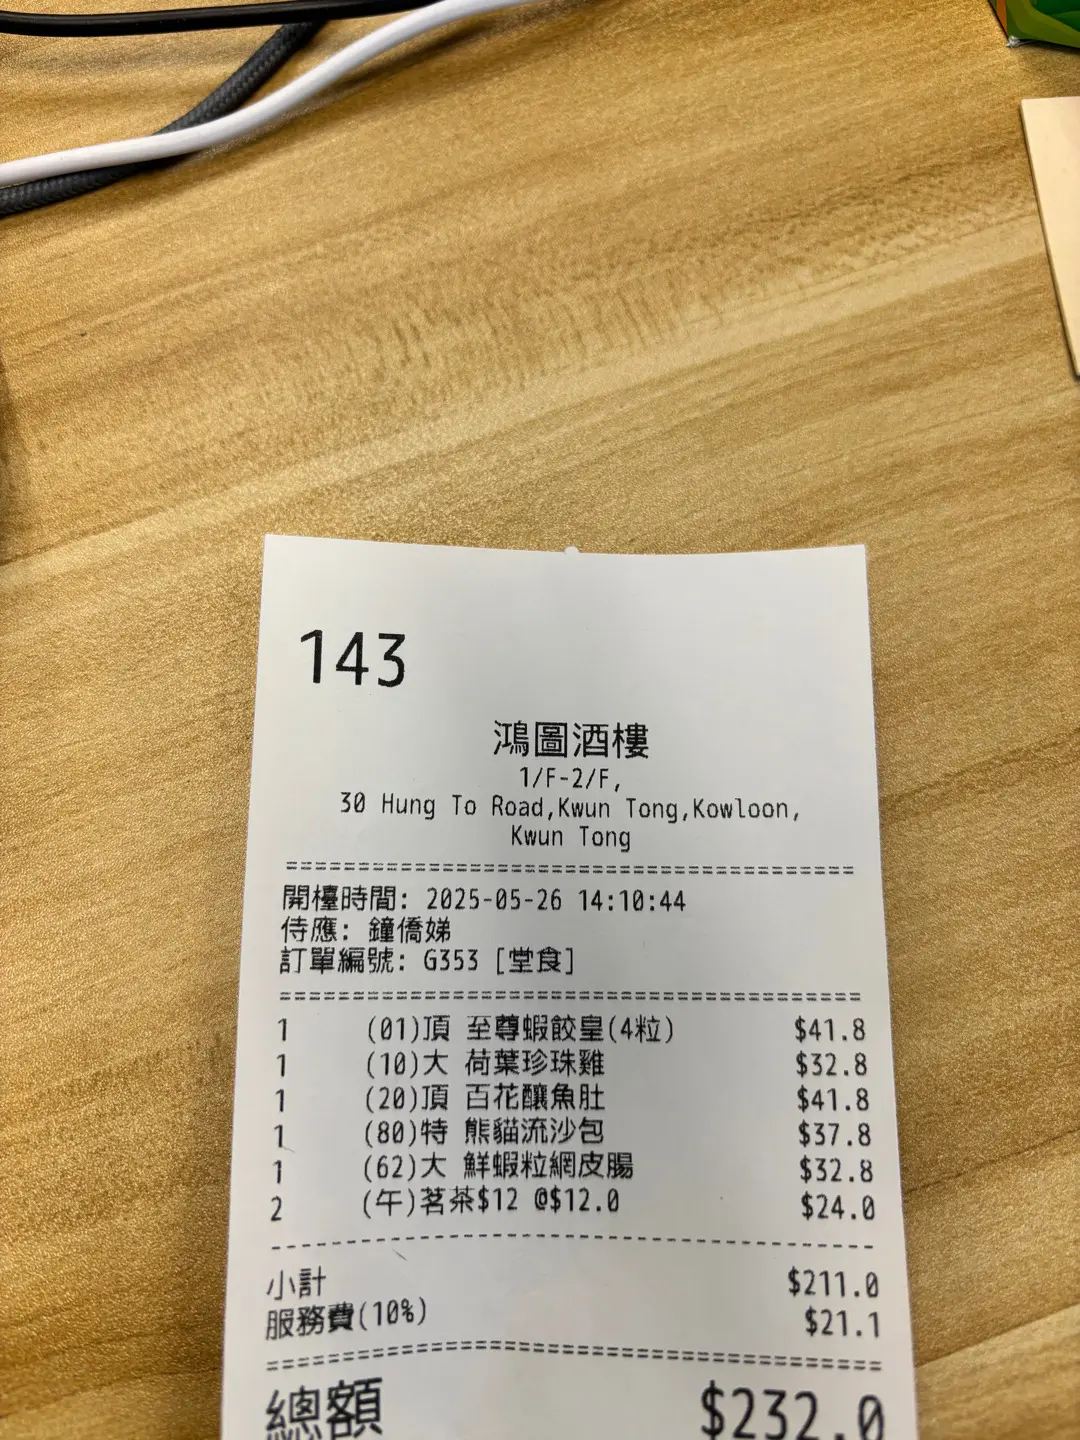 143
鴻圖酒樓
1/F-2/F,
30 Hung To Road,Kwun Tong,Kowloon,
Kwun Tong
開檯時間: 2025-05-26 14:10:44
侍應: 鐘僑娣
訂單編號: G353 [堂食]
1 (01)頂 至尊蝦餃皇(4粒) $41.8
1 (10)大 荷葉珍珠雞 $32.8
1 (20)頂 百花釀魚肚 $41.8
1 (80)特 熊貓流沙包 $37.8
1 (62)大 鮮蝦粒網皮腸 $32.8
2 (午)茗茶$12 @$12.0 $24.0
小計 $211.0
服務費(10%) $21.1
總額 $232.0